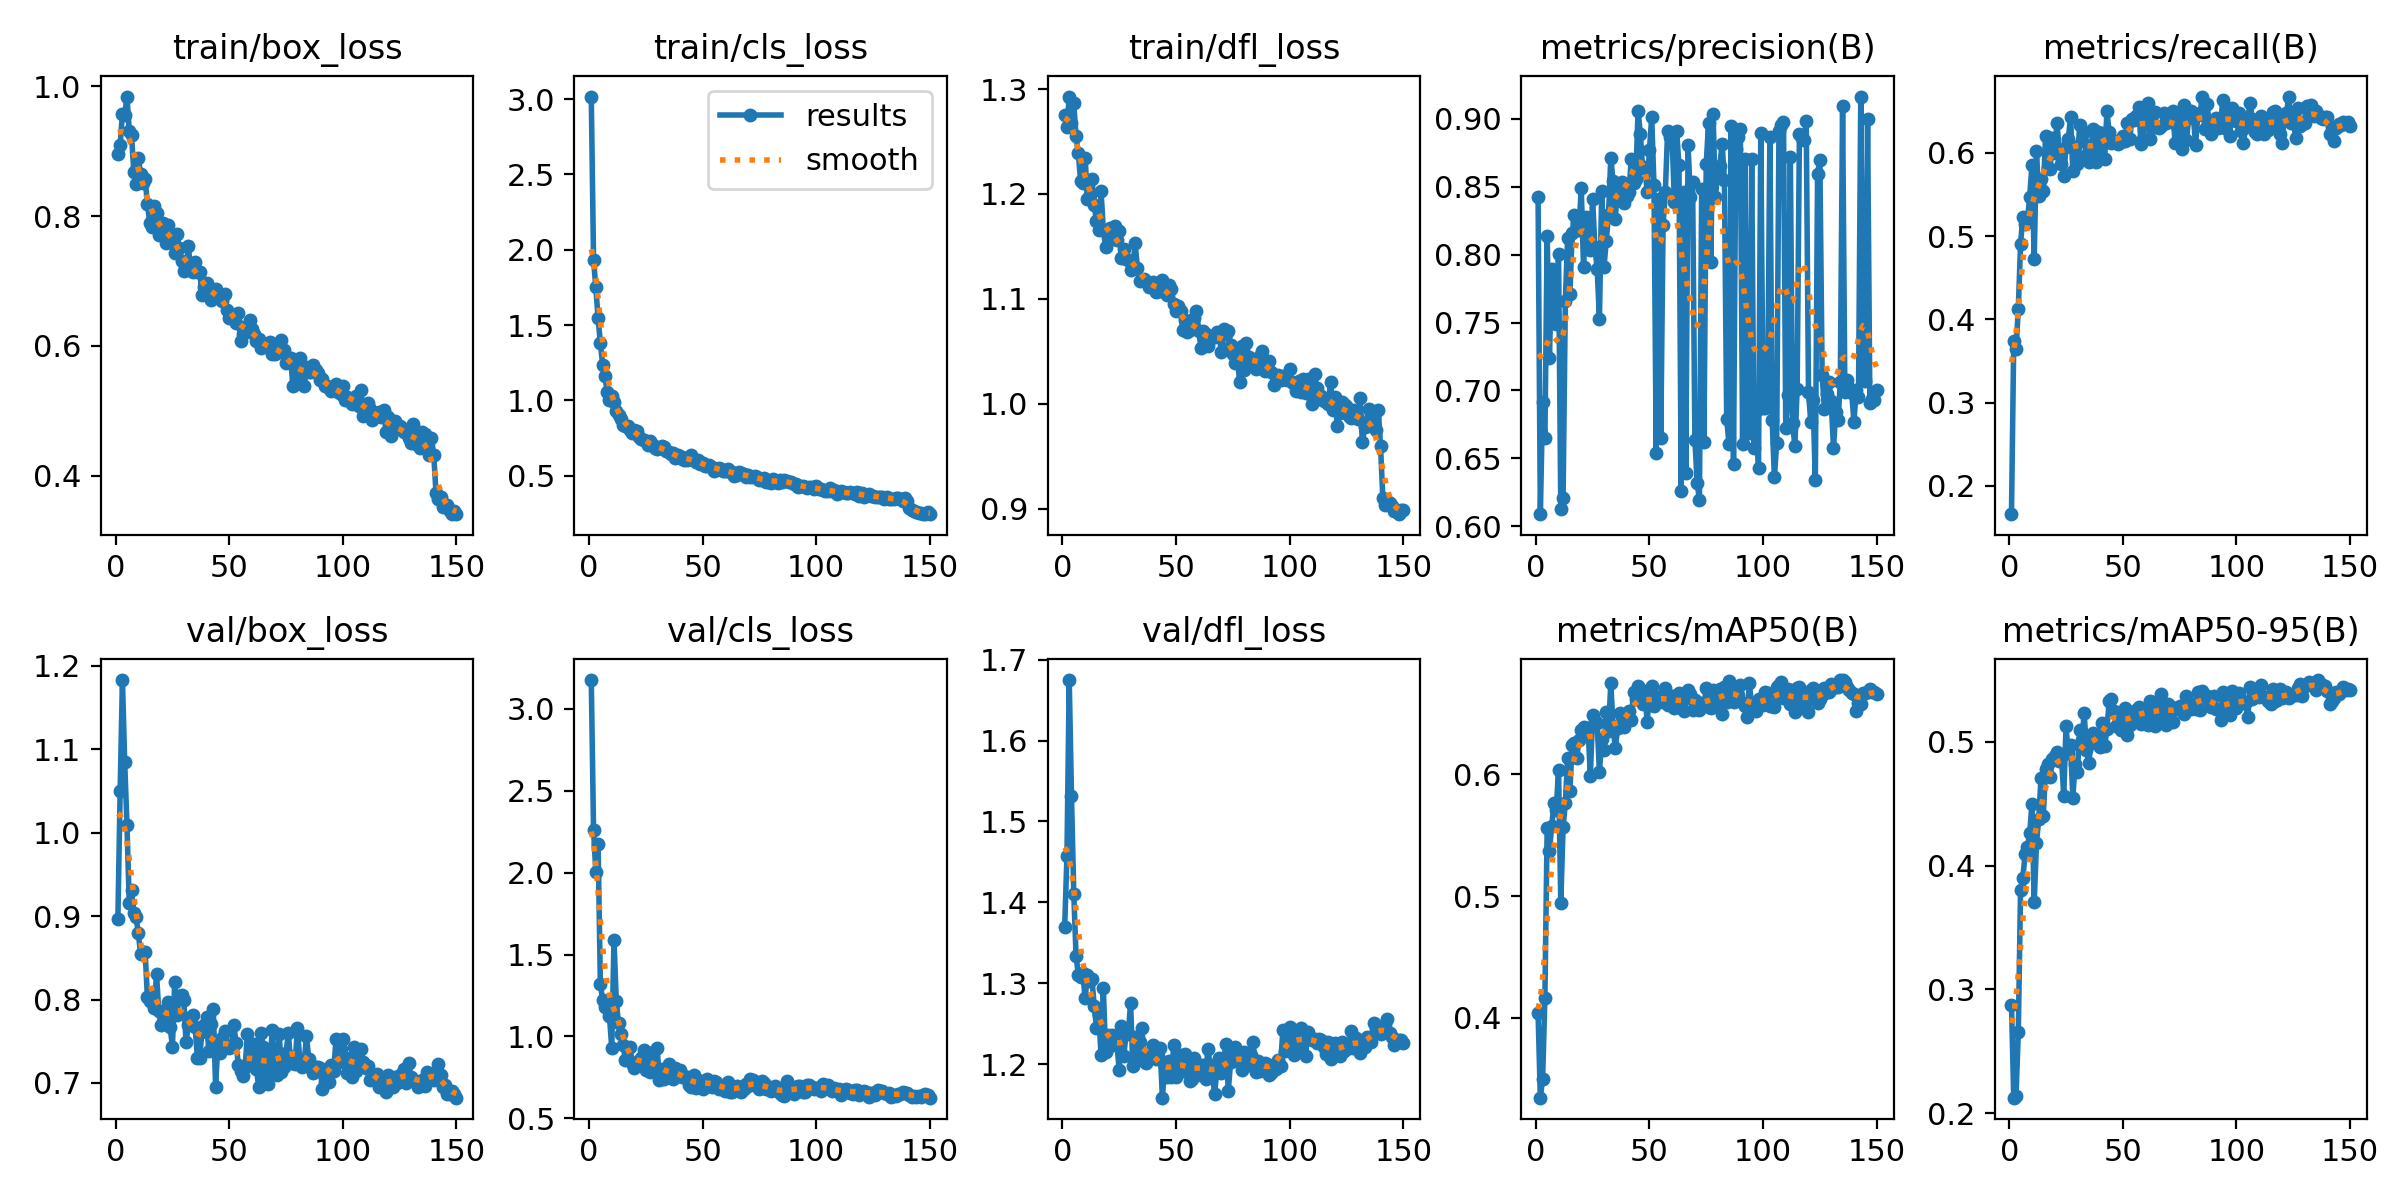 train/box_loss
1.0
0.8
0.6
0.4
0 50 100 150
train/cls_loss
results
smooth
3.0
2.5
2.0
1.5
1.0
0.5
0 50 100 150
train/dfl_loss
1.3
1.2
1.1
1.0
0.9
0 50 100 150
metrics/precision(B)
0.90
0.85
0.80
0.75
0.70
0.65
0.60
0 50 100 150
metrics/recall(B)
0.6
0.5
0.4
0.3
0.2
0 50 100 150
val/box_loss
1.2
1.1
1.0
0.9
0.8
0.7
0 50 100 150
val/cls_loss
3.0
2.5
2.0
1.5
1.0
0.5
0 50 100 150
val/dfl_loss
1.7
1.6
1.5
1.4
1.3
1.2
0 50 100 150
metrics/mAP50(B)
0.6
0.5
0.4
0 50 100 150
metrics/mAP50-95(B)
0.5
0.4
0.3
0.2
0 50 100 150